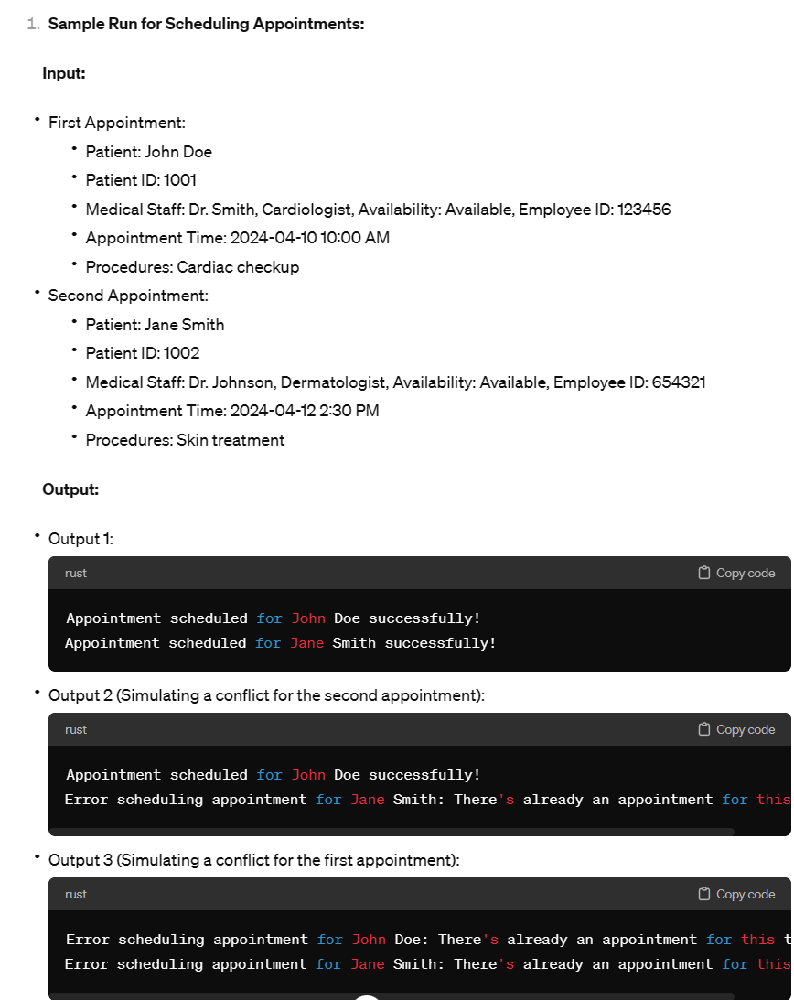 1. Sample Run for Scheduling Appointments:
Input:
• First Appointment:
• Patient: John Doe
• Patient ID: 1001
• Medical Staff: Dr. Smith, Cardiologist, Availability: Available, Employee ID: 123456
• Appointment Time: 2024-04-10 10:00 AM
• Procedures: Cardiac checkup
• Second Appointment:
• Patient: Jane Smith
• Patient ID: 1002
• Medical Staff: Dr. Johnson, Dermatologist, Availability: Available, Employee ID: 654321
• Appointment Time: 2024-04-12 2:30 PM
• Procedures: Skin treatment
Output:
• Output 1:
rust Copy code
Appointment scheduled for John Doe successfully!
Appointment scheduled for Jane Smith successfully!
• Output 2 (Simulating a conflict for the second appointment):
rust Copy code
Appointment scheduled for John Doe successfully!
Error scheduling appointment for Jane Smith: There's already an appointment for this
• Output 3 (Simulating a conflict for the first appointment):
rust Copy code
Error scheduling appointment for John Doe: There's already an appointment for this t
Error scheduling appointment for Jane Smith: There's already an appointment for this